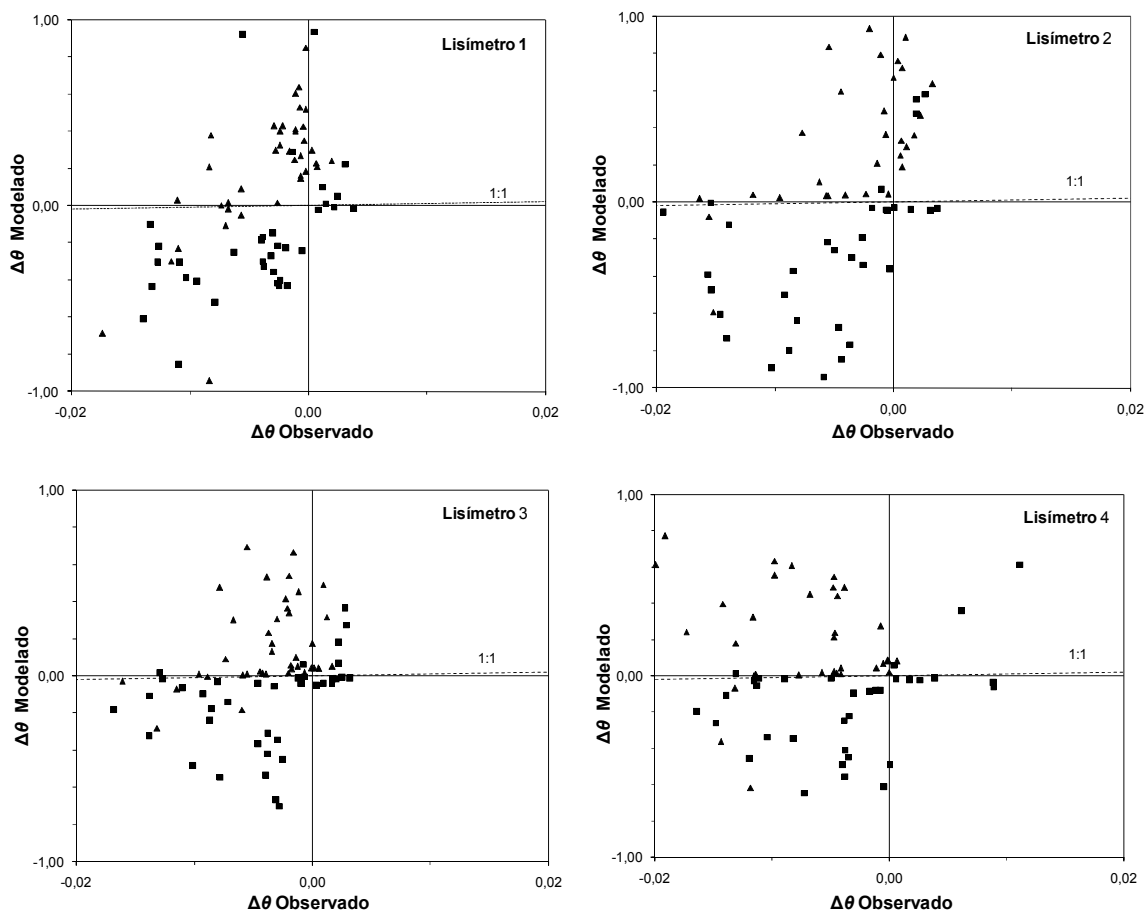 1,00
Lisímetro 1
Δθ Modelado
0,00
1:1
-1,00
-0,02
0,00
0,02
Δθ Observado
1,00
Lisímetro 2
Δθ Modelado
0,00
1:1
-1,00
-0,02
0,00
0,02
Δθ Observado
1,00
Lisímetro 3
Δθ Modelado
0,00
1:1
-1,00
-0,02
0,00
0,02
Δθ Observado
1,00
Lisímetro 4
Δθ Modelado
0,00
1:1
-1,00
-0,02
0,00
0,02
Δθ Observado